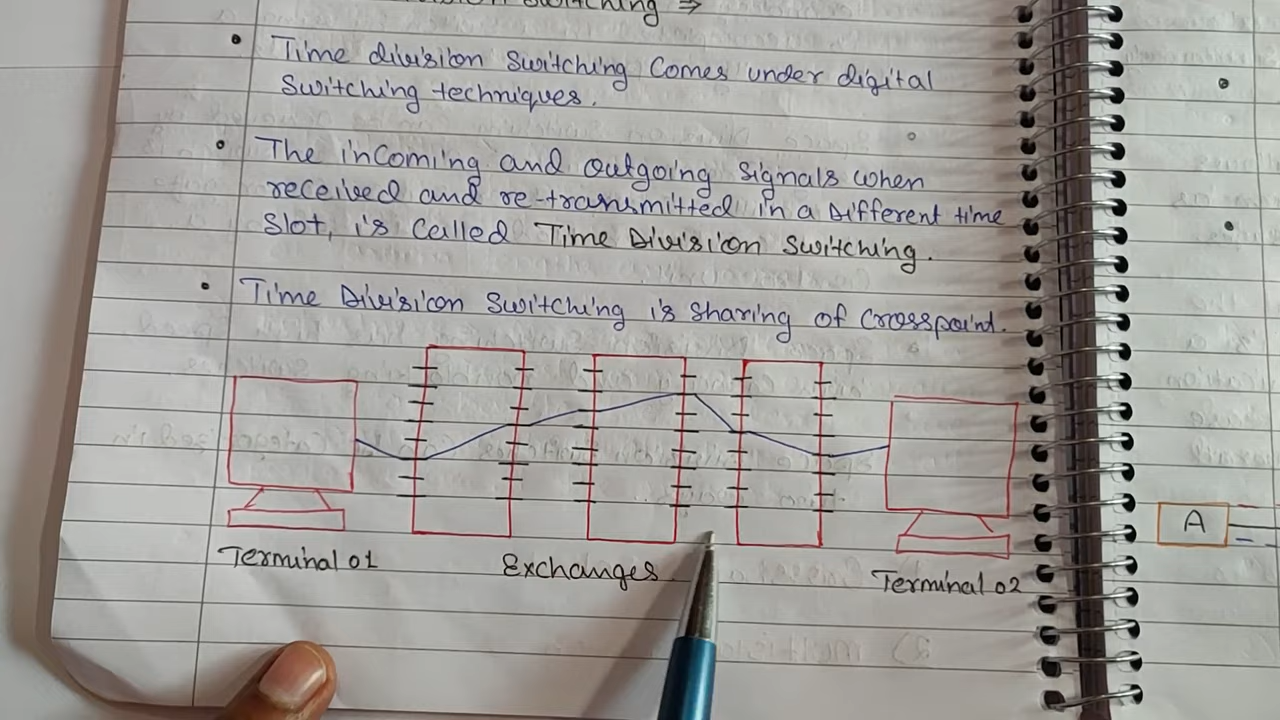 Switching ⇒
• Time division Switching Comes under digital
Switching techniques.
• The incoming and Outgoing Signals when
received and re-transmitted in a Different time
Slot, is Called Time Division Switching.
• Time Divisicon Switching is Sharing of Crosspoint.
Terminal 01
Exchanges
Terminal 02
A